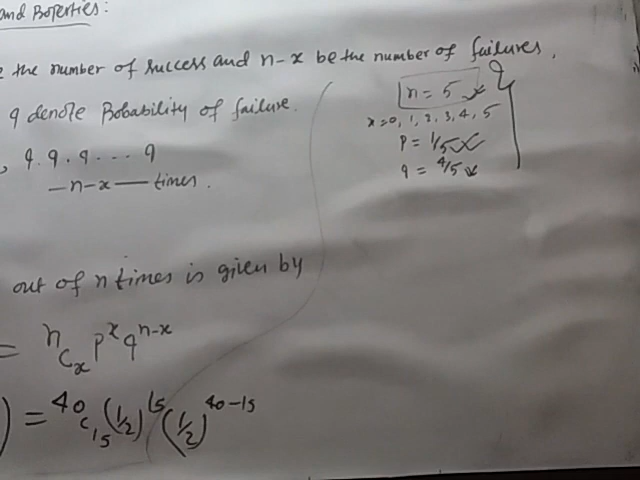 and Properties:
the number of success and n-x be the number of failures.
q denote Probability of failure.
, q.q.q...q
—n-x— times.
n = 5
x=0, 1, 2, 3, 4, 5
P = 1/5
q = 4/5
out of n times is given by
= ⁿCₓ pˣ qⁿ⁻ˣ
) = ⁴⁰C₁₅ (1/2)¹⁵ (1/2)⁴⁰⁻¹⁵